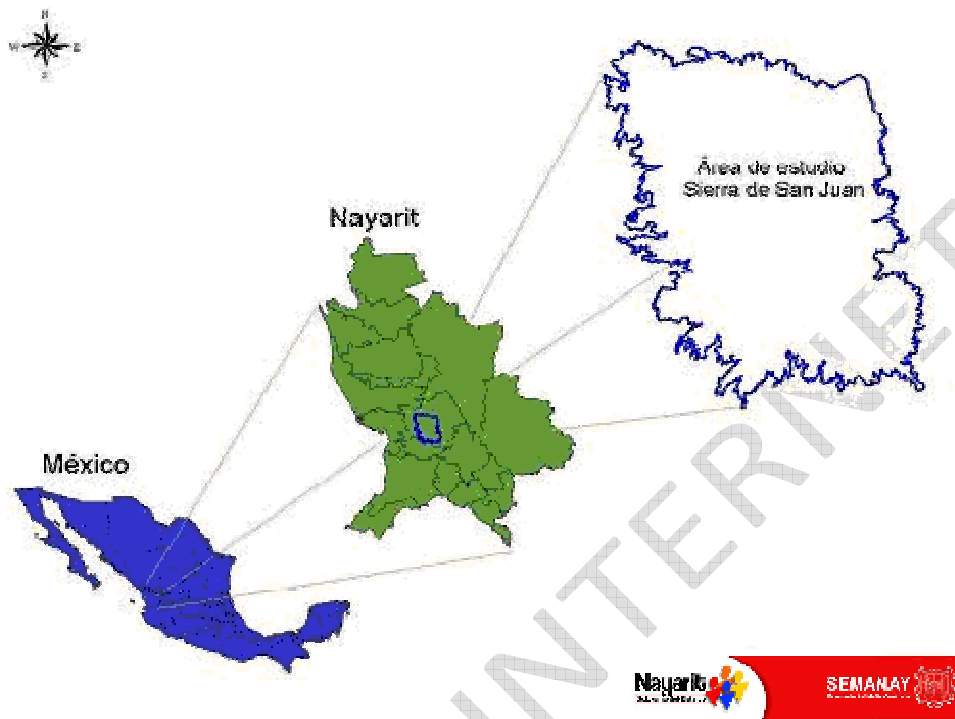 N
W E
S
Área de estudio
Sierra de San Juan
Nayarit
México
INTERNET
Nayarit
SEMANAY